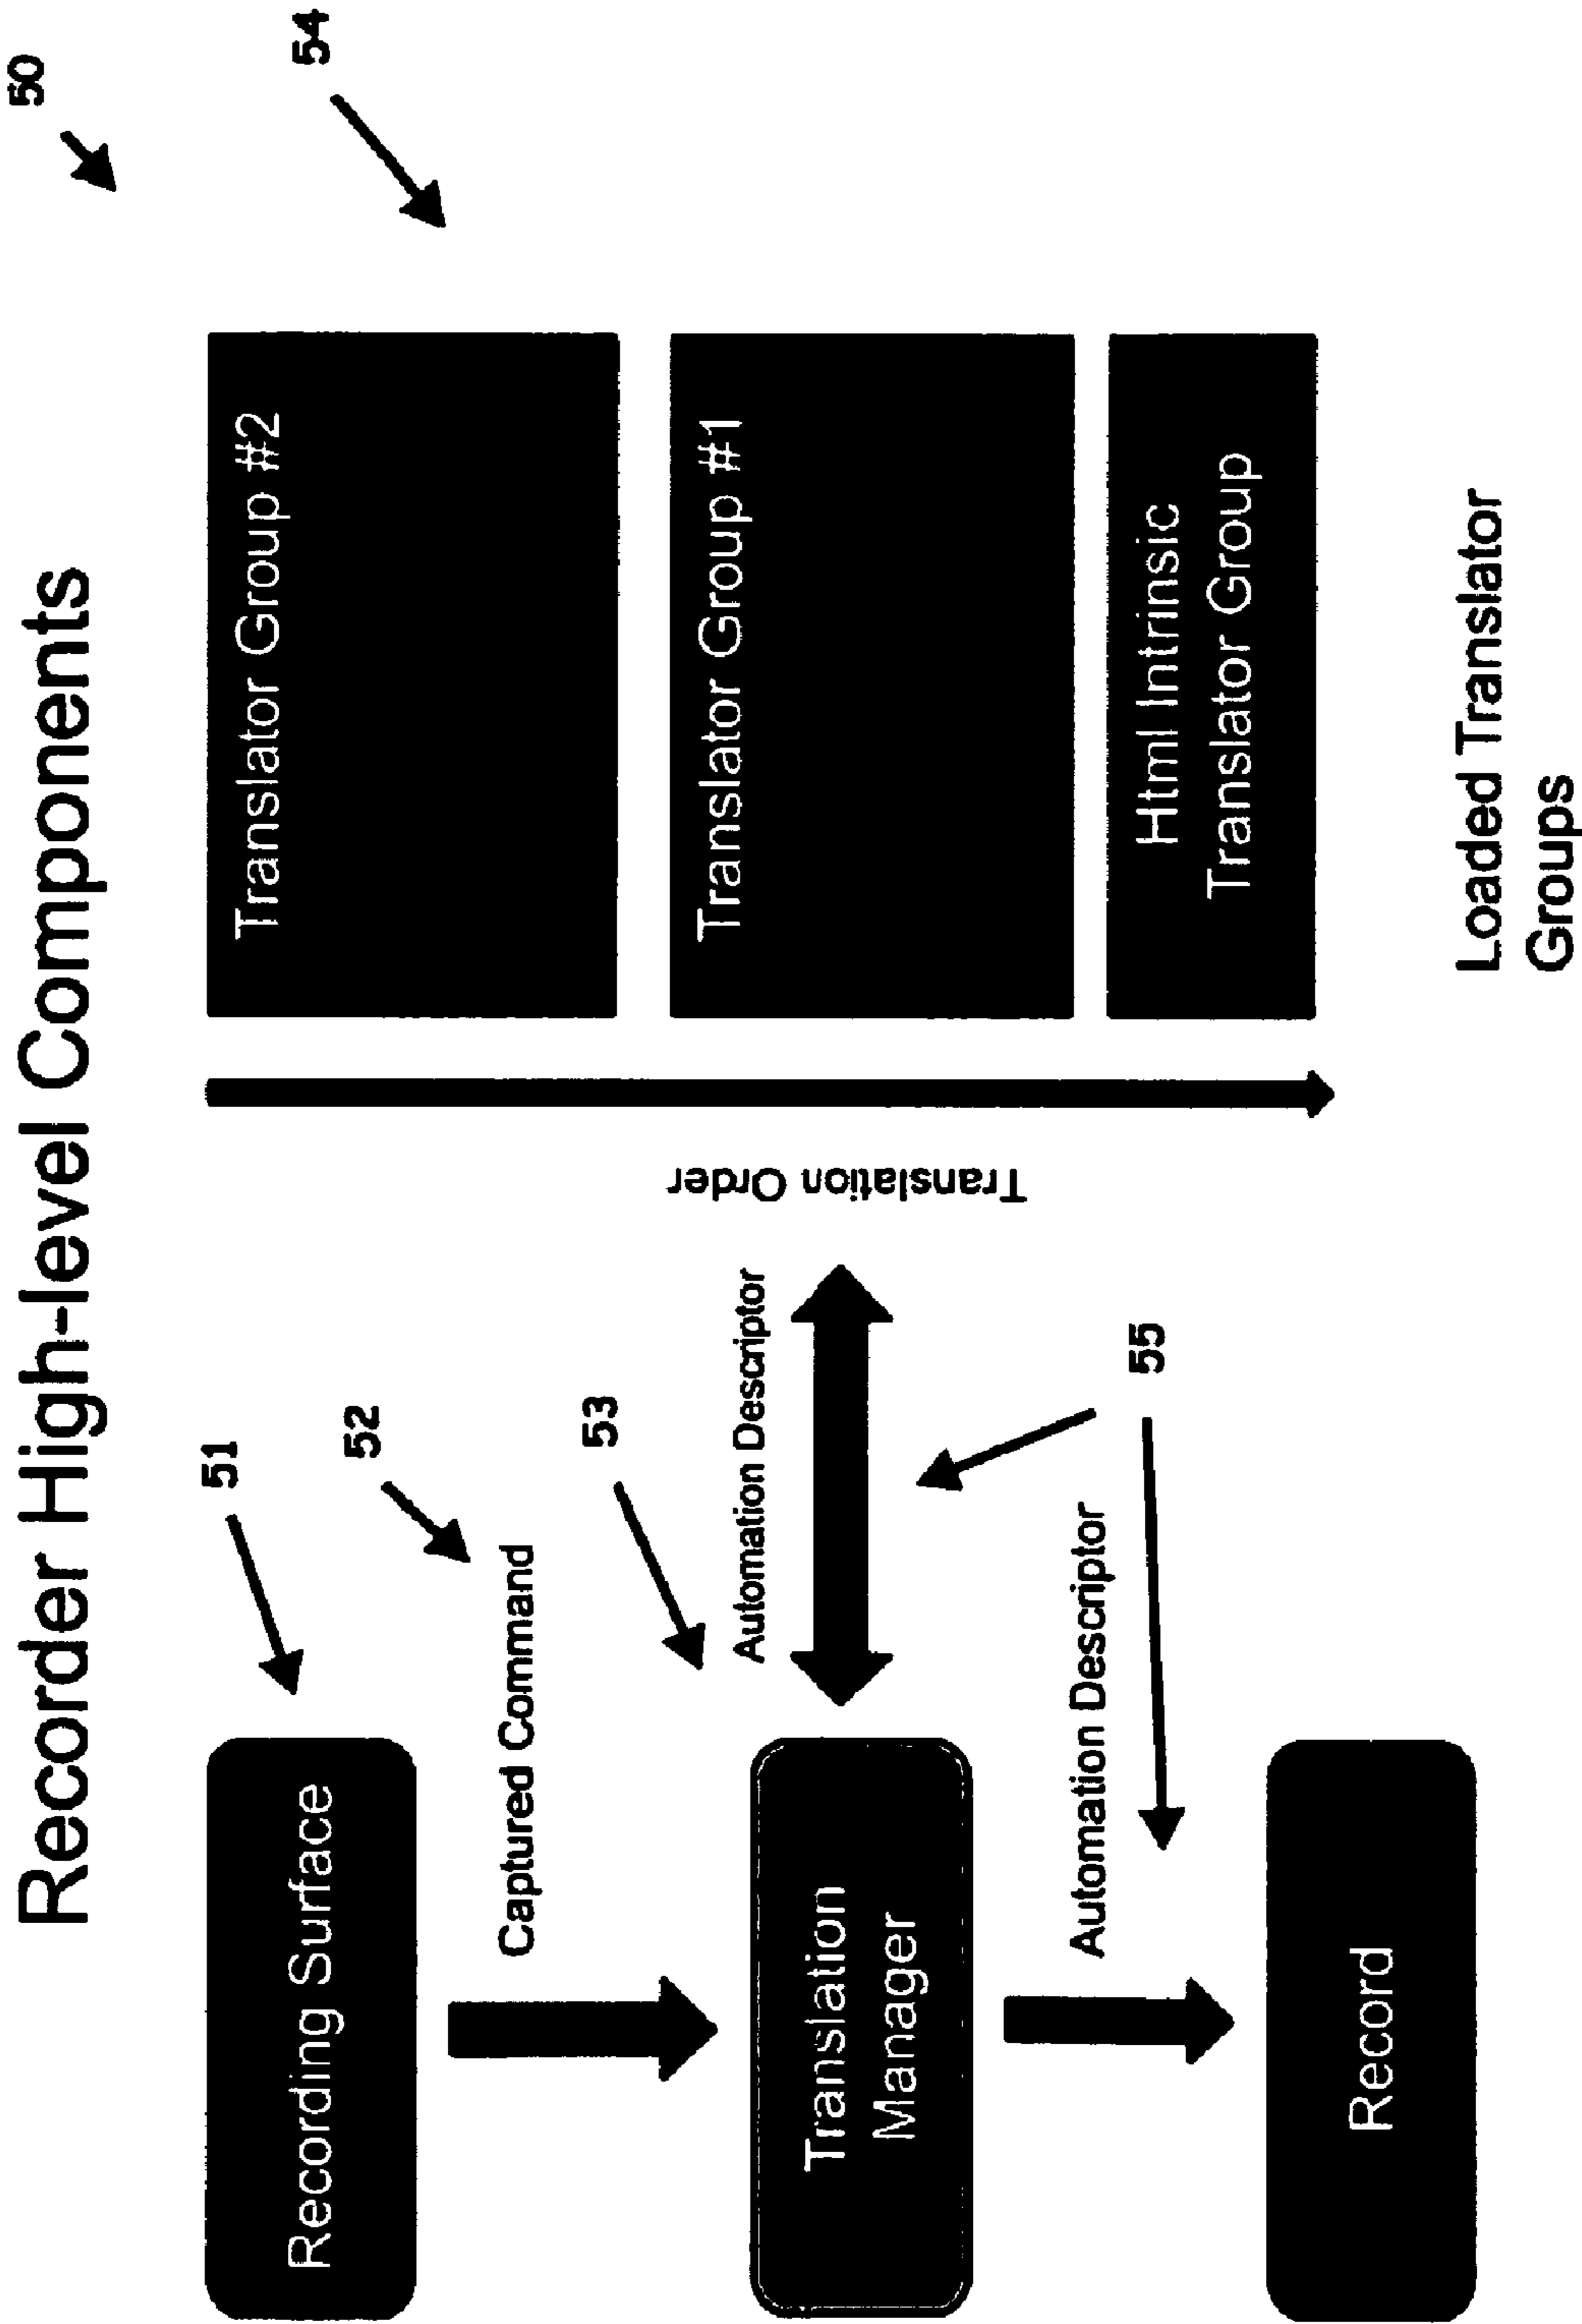 Recorder High-level Components
50
54
51
52
53
55
Recording Surface
Captured Command
Translation
Manager
Automation Descriptor
Automation Descriptor
Record
Translation Order
Translator Group #2
Translator Group #1
Html Intrinsic
Translator Group
Loaded Translator
Groups